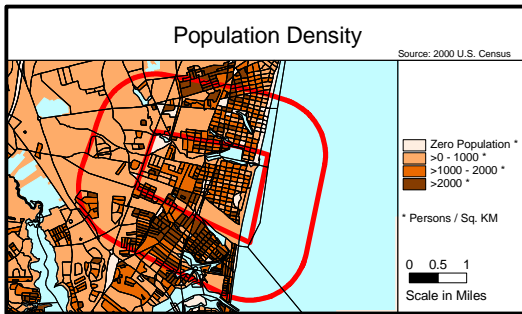 Population Density
Source: 2000 U.S. Census
Zero Population *
>0 - 1000 *
>1000 - 2000 *
>2000 *
* Persons / Sq. KM
0 0.5 1
Scale in Miles